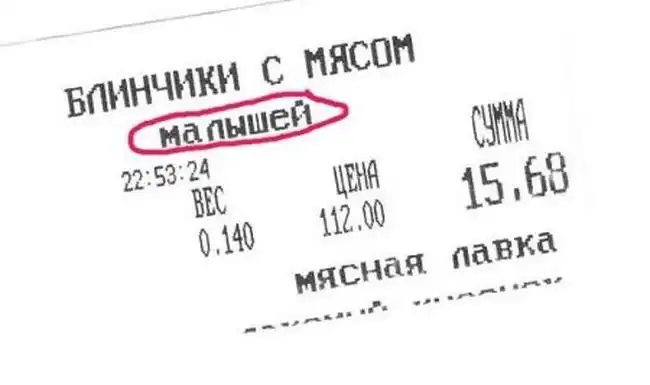 БЛИНЧИКИ С МЯСОМ
малышей
22:53:24
ВЕС ЦЕНА СУММА
0.140 112.00 15,68
мясная лавка